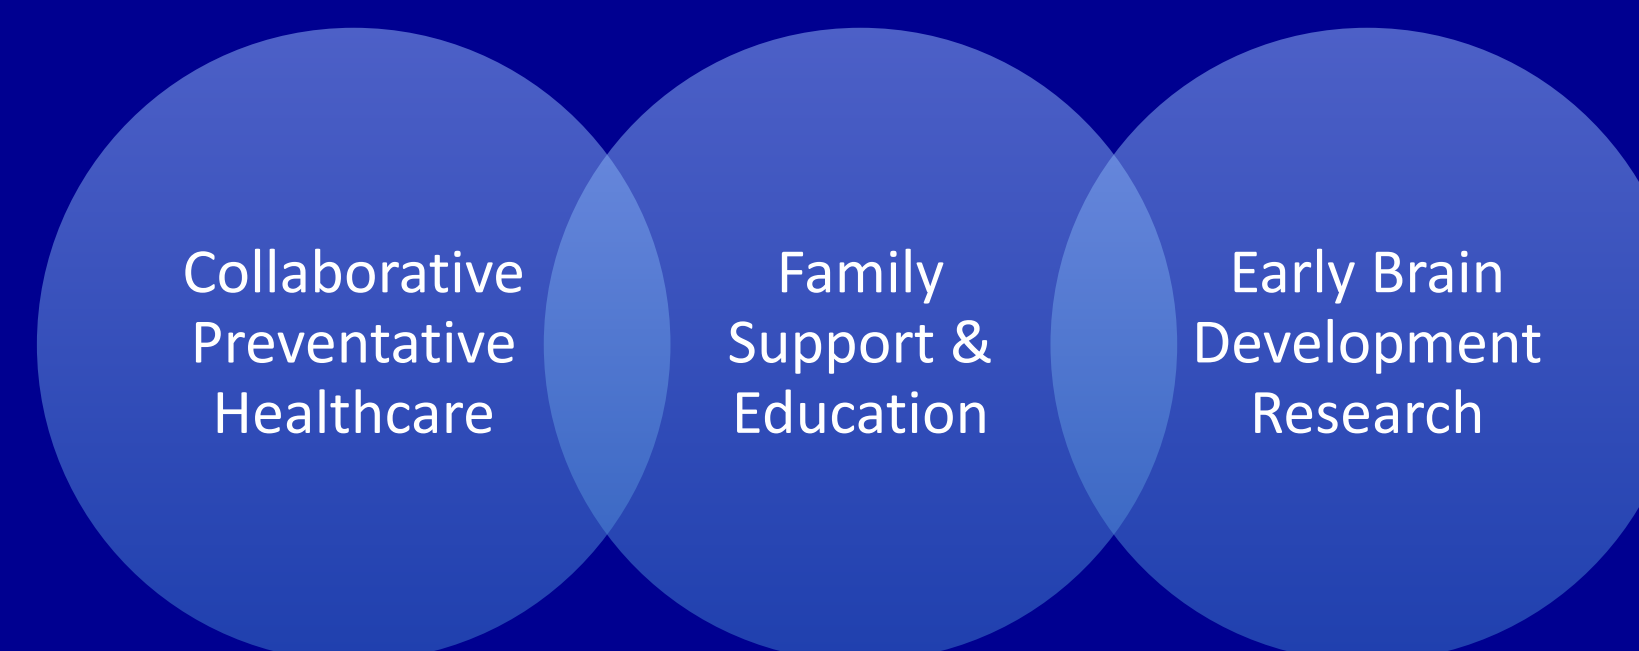 Collaborative
Preventative
Healthcare
Family
Support &
Education
Early Brain
Development
Research